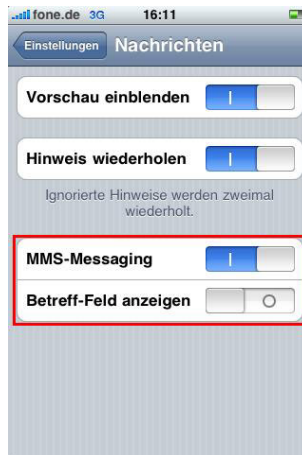 fone.de 3G 16:11
Einstellungen Nachrichten
Vorschau einblenden
Hinweis wiederholen
Ignorierte Hinweise werden zweimal
wiederholt.
MMS-Messaging
Betreff-Feld anzeigen